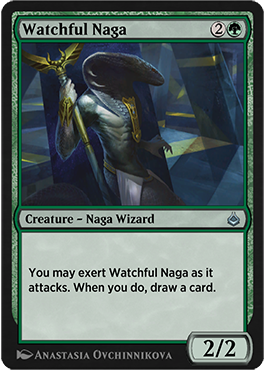 Watchful Naga 2
Creature – Naga Wizard
You may exert Watchful Naga as it
attacks. When you do, draw a card.
Anastasia Ovchinnikova
2/2